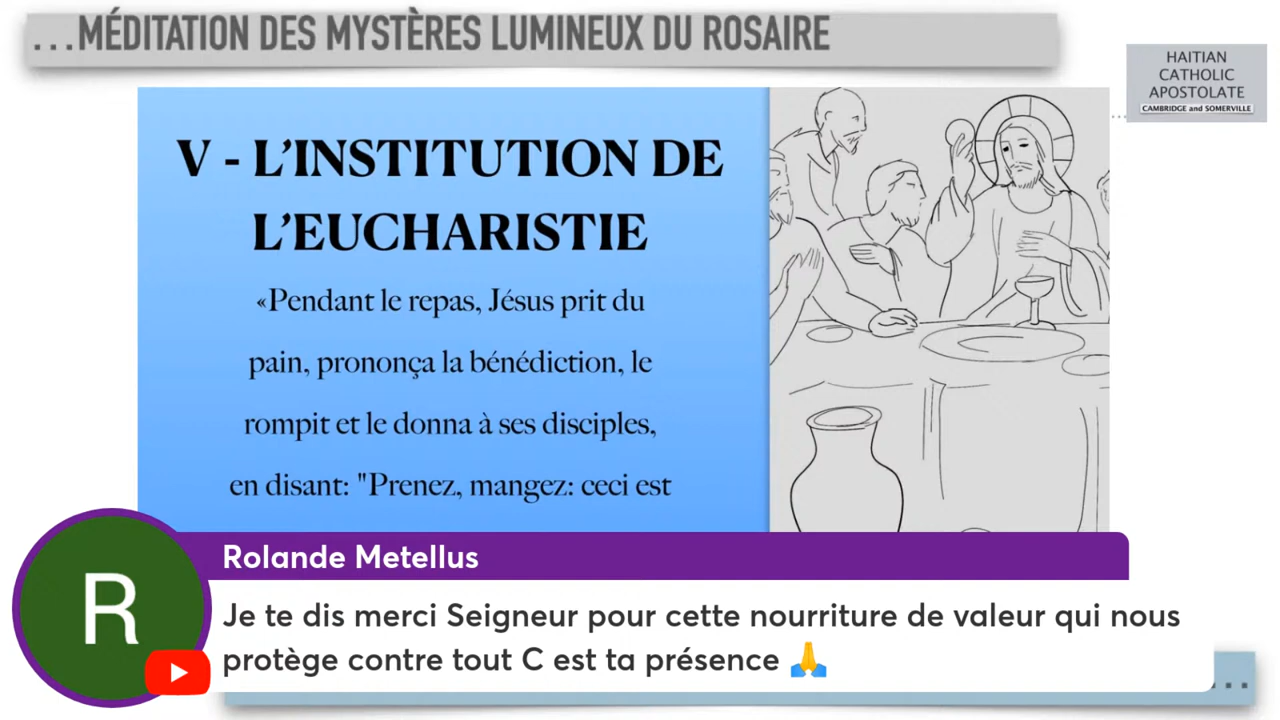 ...MÉDITATION DES MYSTÈRES LUMINEUX DU ROSAIRE
HAITIAN
CATHOLIC
APOSTOLATE
CAMBRIDGE and SOMERVILLE
V - L’INSTITUTION DE
L’EUCHARISTIE
«Pendant le repas, Jésus prit du
pain, prononça la bénédiction, le
rompit et le donna à ses disciples,
en disant: "Prenez, mangez: ceci est
R
Rolande Metellus
Je te dis merci Seigneur pour cette nourriture de valeur qui nous
protège contre tout C est ta présence 🙏